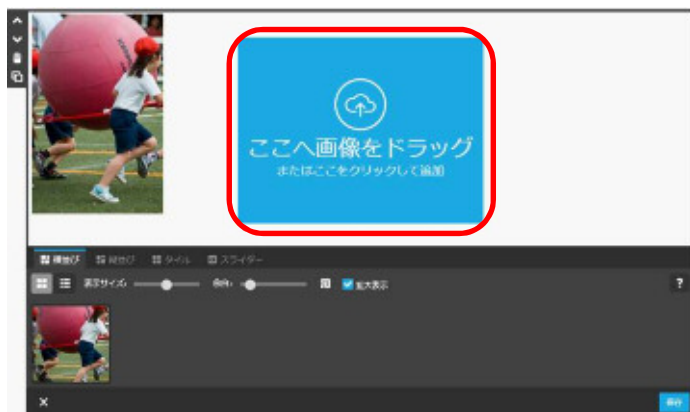 ここへ画像をドラッグ
またはここをクリックして追加
横並び 縦並び タイル スライダー
表示サイズ: 余白: 拡大表示 ?
保存